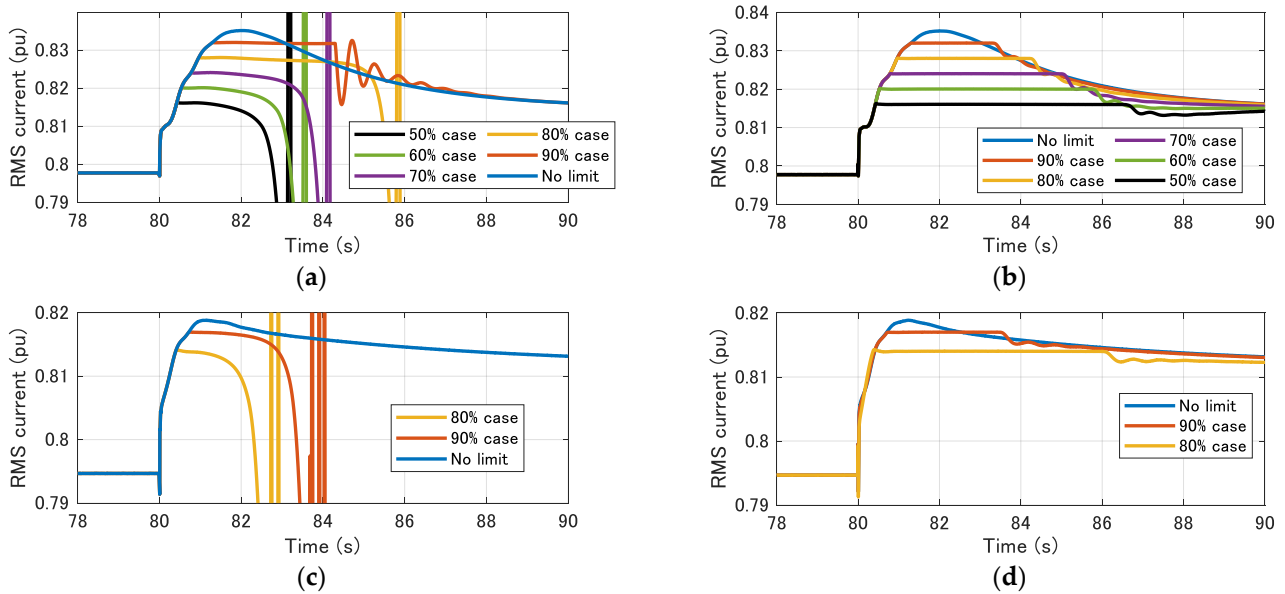 RMS current (pu)
0.83
0.82
0.81
0.8
0.79
50% case
80% case
60% case
90% case
70% case
No limit
78
80
82
84
86
88
90
Time (s)
(a)
RMS current (pu)
0.84
0.83
0.82
0.81
0.8
0.79
No limit
70% case
90% case
60% case
80% case
50% case
78
80
82
84
86
88
90
Time (s)
(b)
RMS current (pu)
0.82
0.81
0.8
0.79
80% case
90% case
No limit
78
80
82
84
86
88
90
Time (s)
(c)
RMS current (pu)
0.82
0.81
0.8
0.79
No limit
90% case
80% case
78
80
82
84
86
88
90
Time (s)
(d)